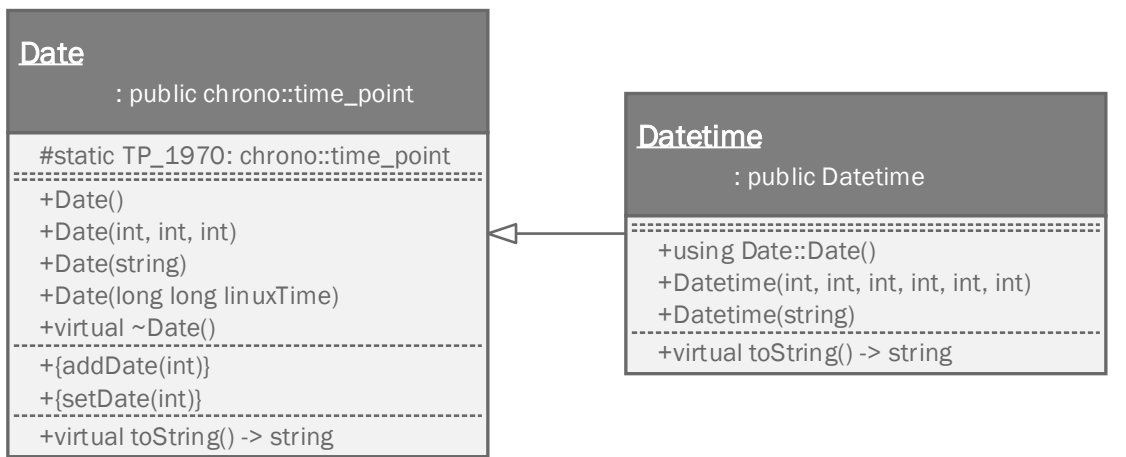 Date
: public chrono::time_point
#static TP_1970: chrono::time_point
+Date()
+Date(int, int, int)
+Date(string)
+Date(long long linuxTime)
+virtual ~Date()
+{addDate(int)}
+{setDate(int)}
+virtual toString() -> string
Datetime
: public Datetime
+using Date::Date()
+Datetime(int, int, int, int, int, int)
+Datetime(string)
+virtual toString() -> string